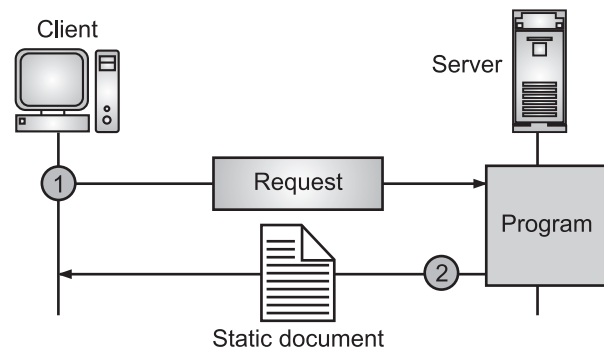 Client
Server
1
Request
Program
2
Static document